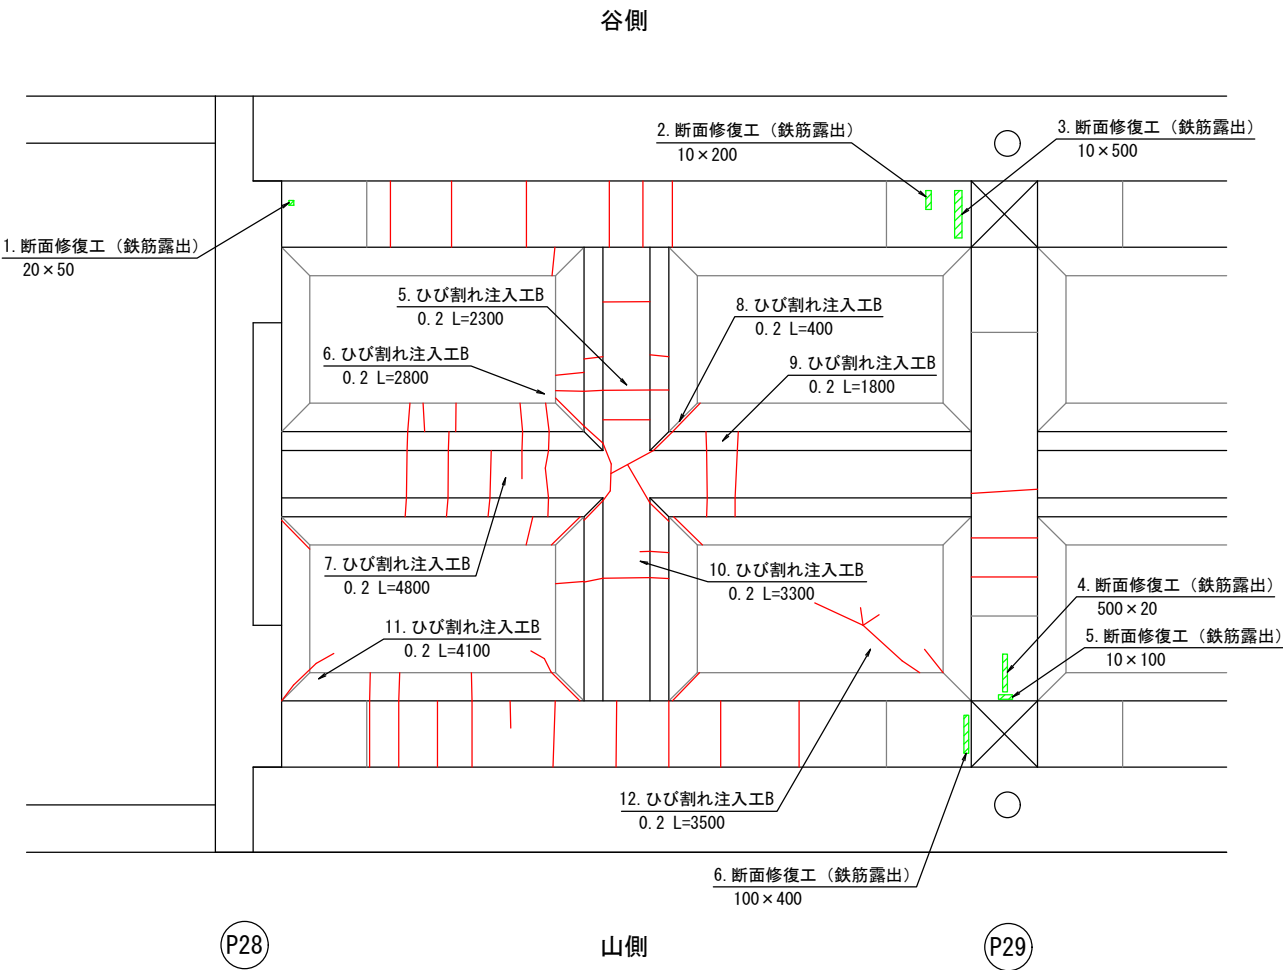 谷側
2. 断面修復工（鉄筋露出）
10×200
3. 断面修復工（鉄筋露出）
10×500
1. 断面修復工（鉄筋露出）
20×50
5. ひび割れ注入工B
0.2 L=2300
8. ひび割れ注入工B
0.2 L=400
6. ひび割れ注入工B
0.2 L=2800
9. ひび割れ注入工B
0.2 L=1800
7. ひび割れ注入工B
0.2 L=4800
10. ひび割れ注入工B
0.2 L=3300
4. 断面修復工（鉄筋露出）
500×20
11. ひび割れ注入工B
0.2 L=4100
5. 断面修復工（鉄筋露出）
10×100
12. ひび割れ注入工B
0.2 L=3500
6. 断面修復工（鉄筋露出）
100×400
P28
山側
P29